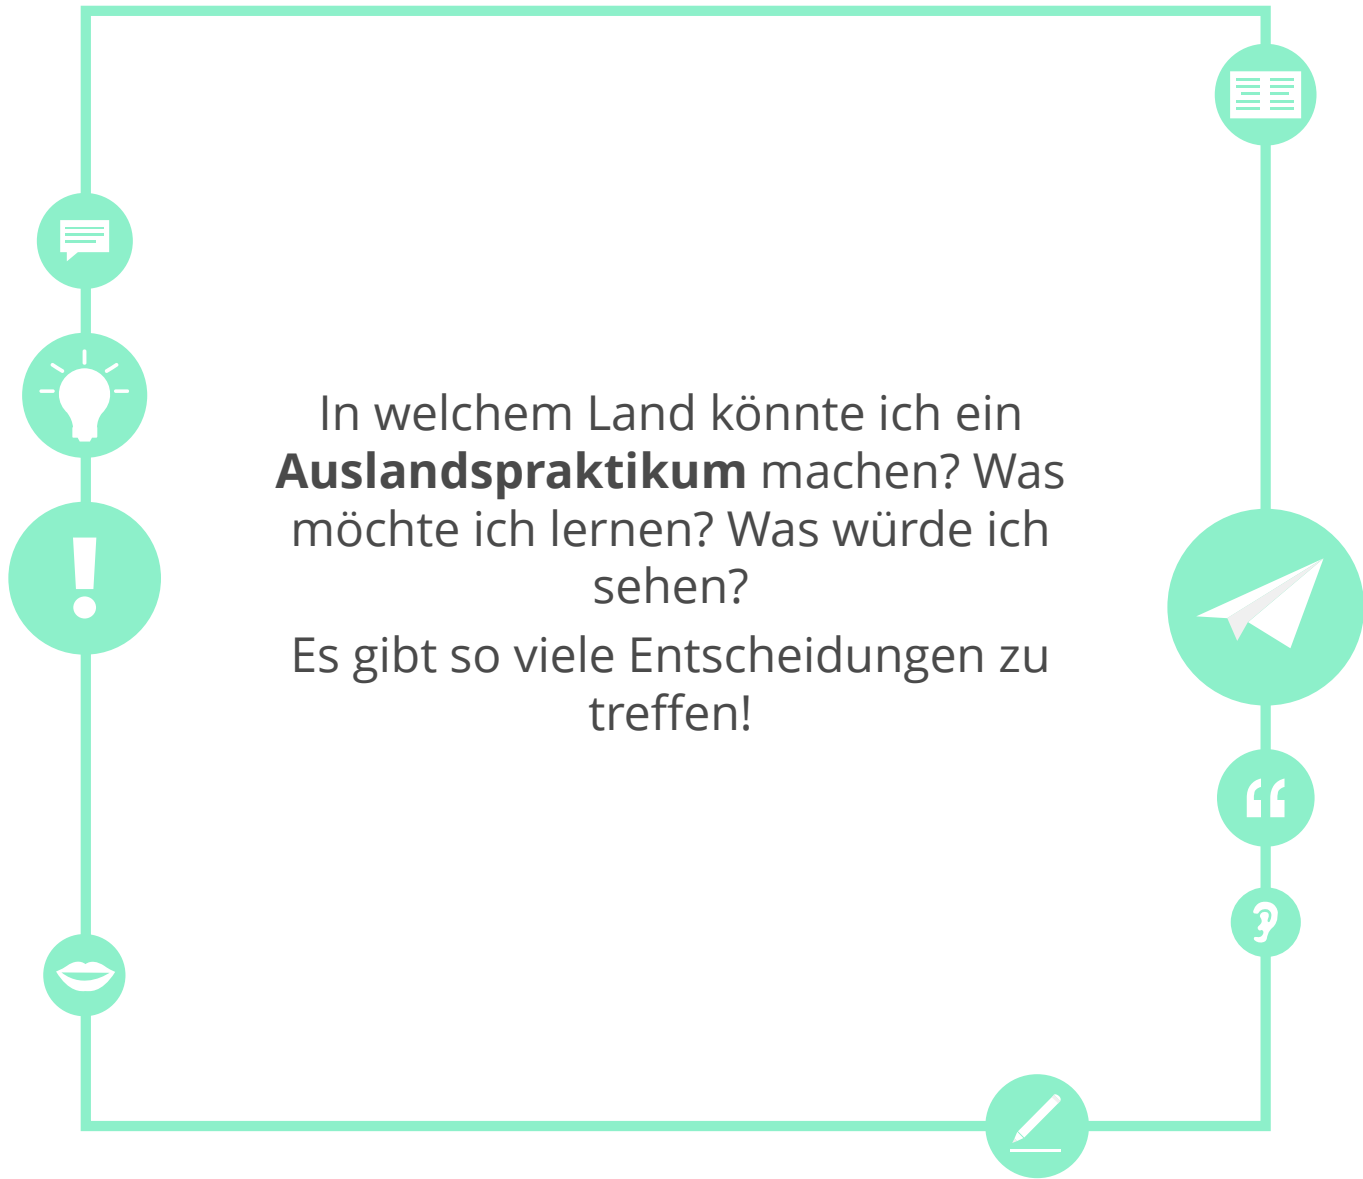 In welchem Land könnte ich ein
Auslandspraktikum machen? Was
möchte ich lernen? Was würde ich
sehen?
Es gibt so viele Entscheidungen zu
treffen!